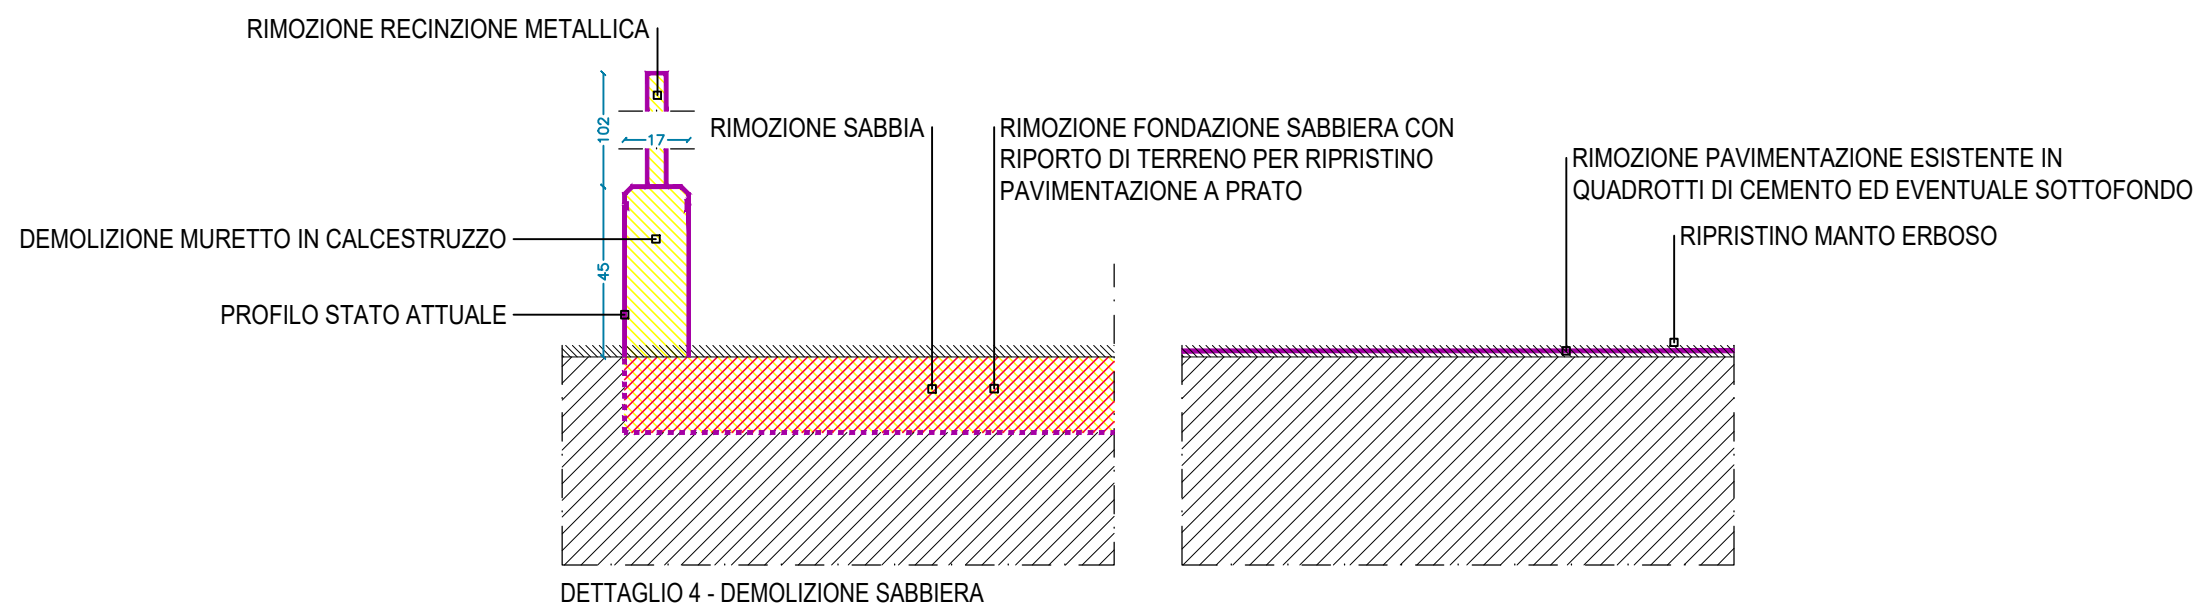 RIMOZIONE RECINZIONE METALLICA
102
17
RIMOZIONE SABBIA
RIMOZIONE FONDAZIONE SABBIERA CON
RIPORTO DI TERRENO PER RIPRISTINO
PAVIMENTAZIONE A PRATO
RIMOZIONE PAVIMENTAZIONE ESISTENTE IN
QUADROTTI DI CEMENTO ED EVENTUALE SOTTOFONDO
RIPRISTINO MANTO ERBOSO
DEMOLIZIONE MURETTO IN CALCESTRUZZO
45
PROFILO STATO ATTUALE
DETTAGLIO 4 - DEMOLIZIONE SABBIERA